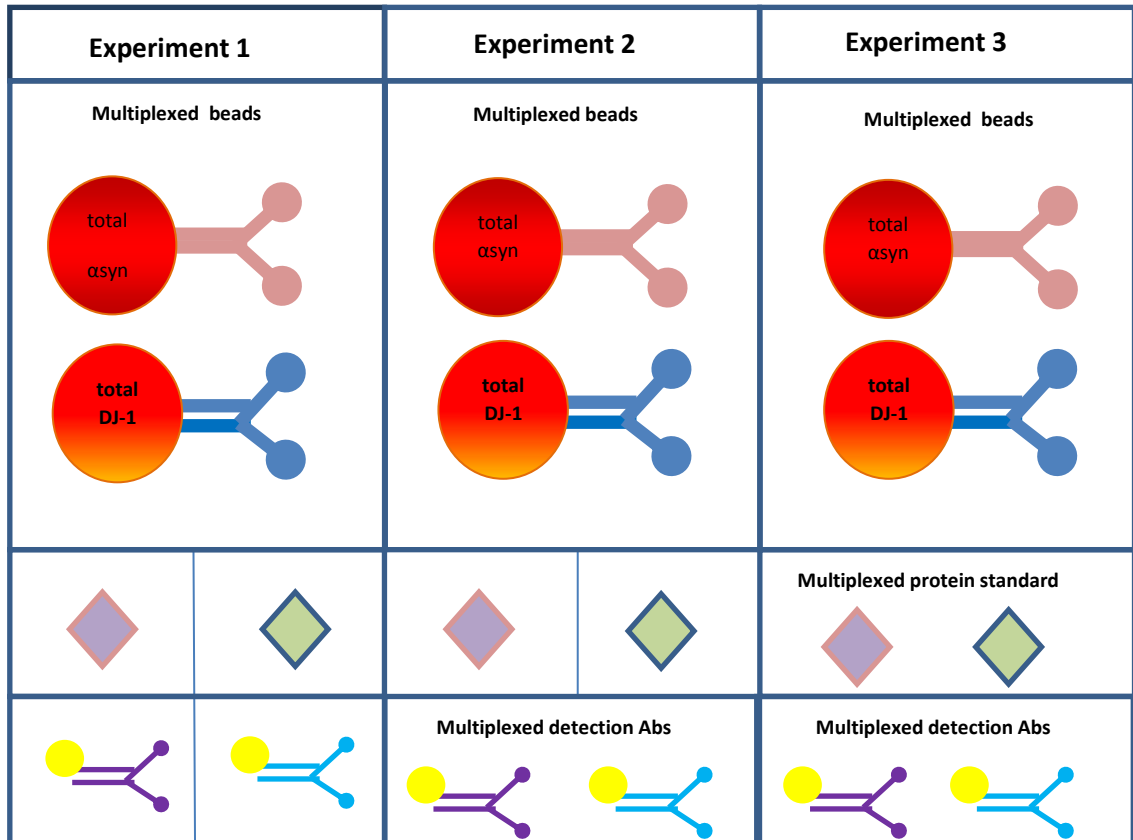 Experiment 1
Experiment 2
Experiment 3
Multiplexed beads
Multiplexed beads
Multiplexed beads
total
αsyn
total
αsyn
total
αsyn
total
DJ-1
total
DJ-1
total
DJ-1
Multiplexed protein standard
Multiplexed detection Abs
Multiplexed detection Abs